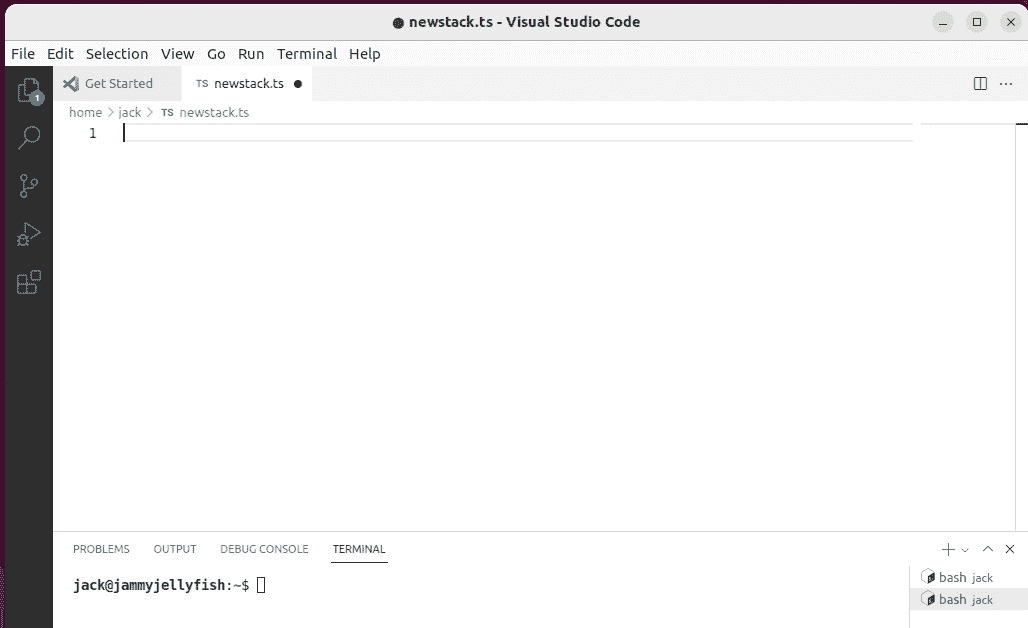 newstack.ts - Visual Studio Code
File Edit Selection View Go Run Terminal Help
Get Started TS newstack.ts
1
home > jack > TS newstack.ts
1
PROBLEMS OUTPUT DEBUG CONSOLE TERMINAL
jack@jammyjellyfish:~$
bash jack
bash jack